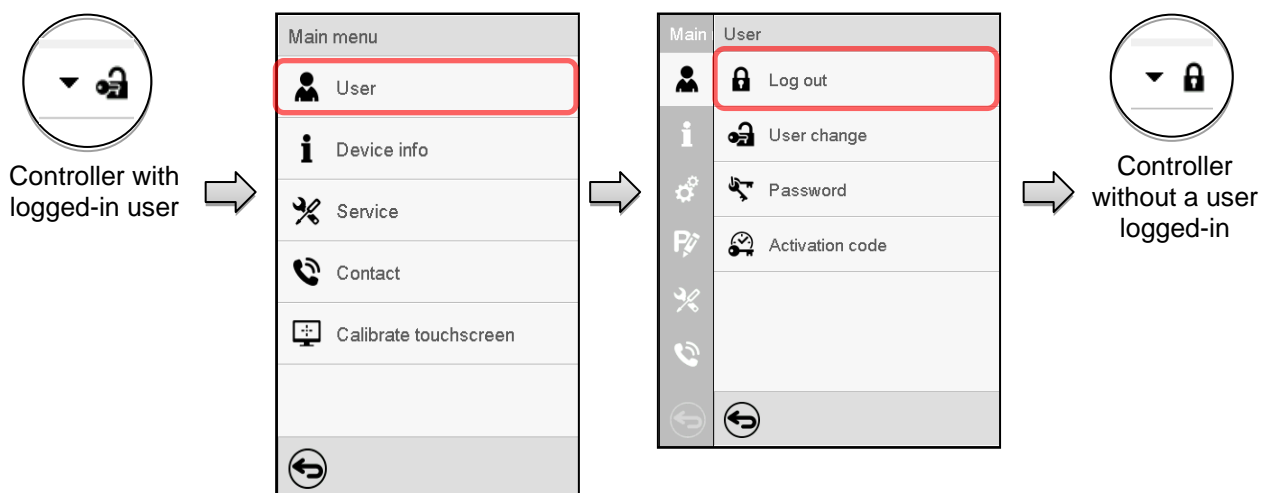 Controller with
logged-in user
Main menu
User
Device info
Service
Contact
Calibrate touchscreen
Main
User
Log out
User change
Password
Activation code
Controller
without a user
logged-in